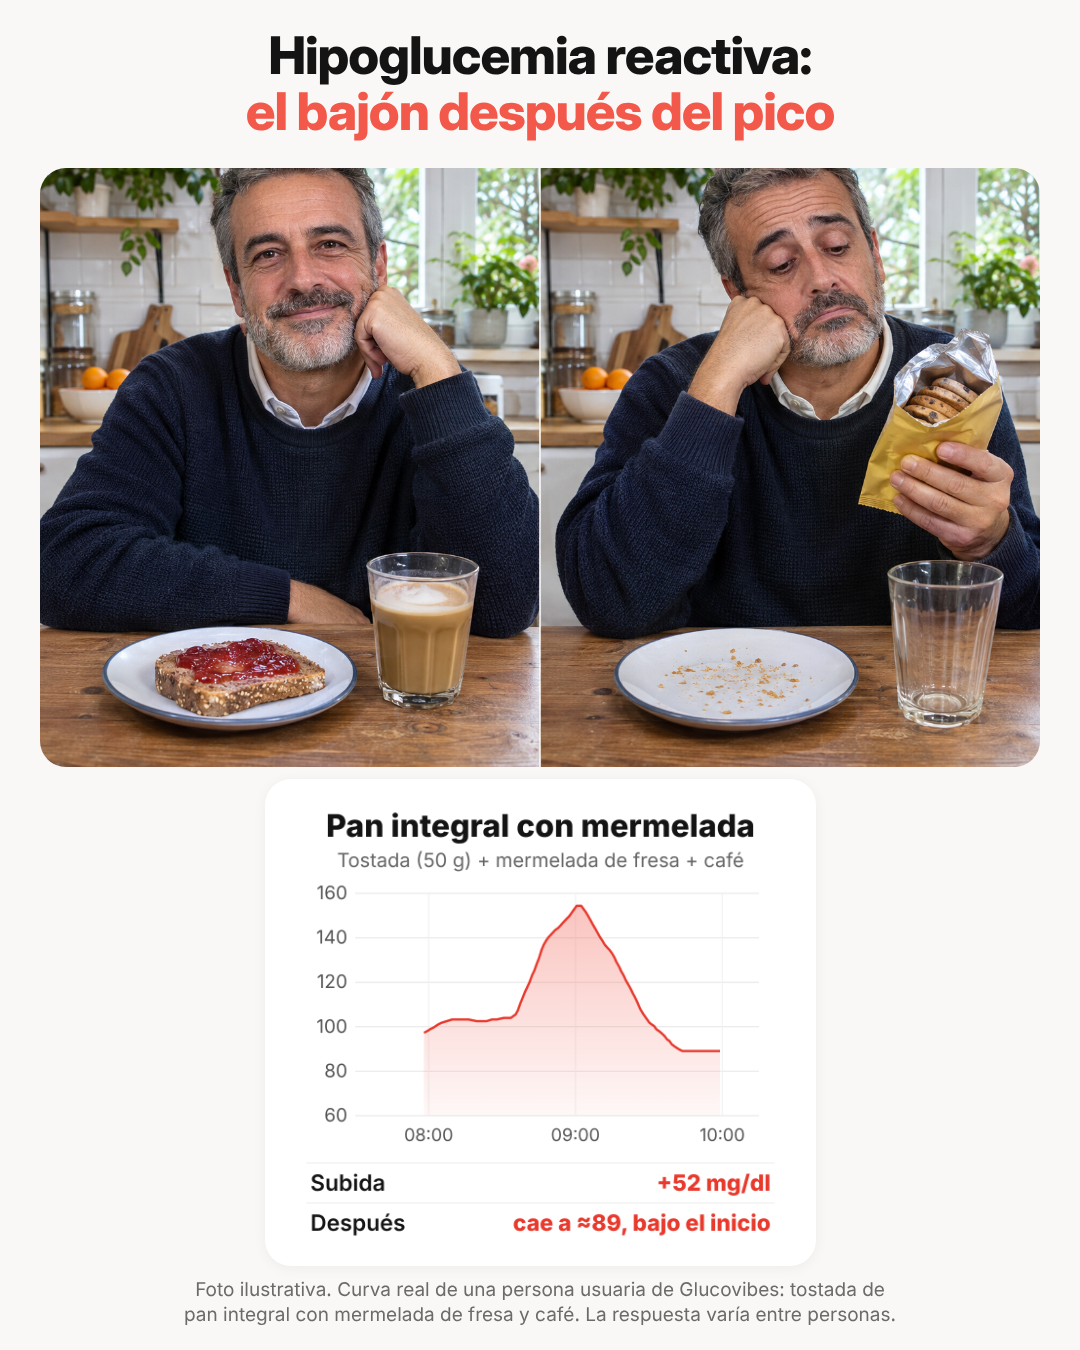 Hipoglucemia reactiva:
el bajón después del pico
Pan integral con mermelada
Tostada (50 g) + mermelada de fresa + café
160
140
120
100
80
60
08:00 09:00 10:00
Subida +52 mg/dl
Después cae a ≈89, bajo el inicio
Foto ilustrativa. Curva real de una persona usuaria de Glucovibes: tostada de
pan integral con mermelada de fresa y café. La respuesta varía entre personas.